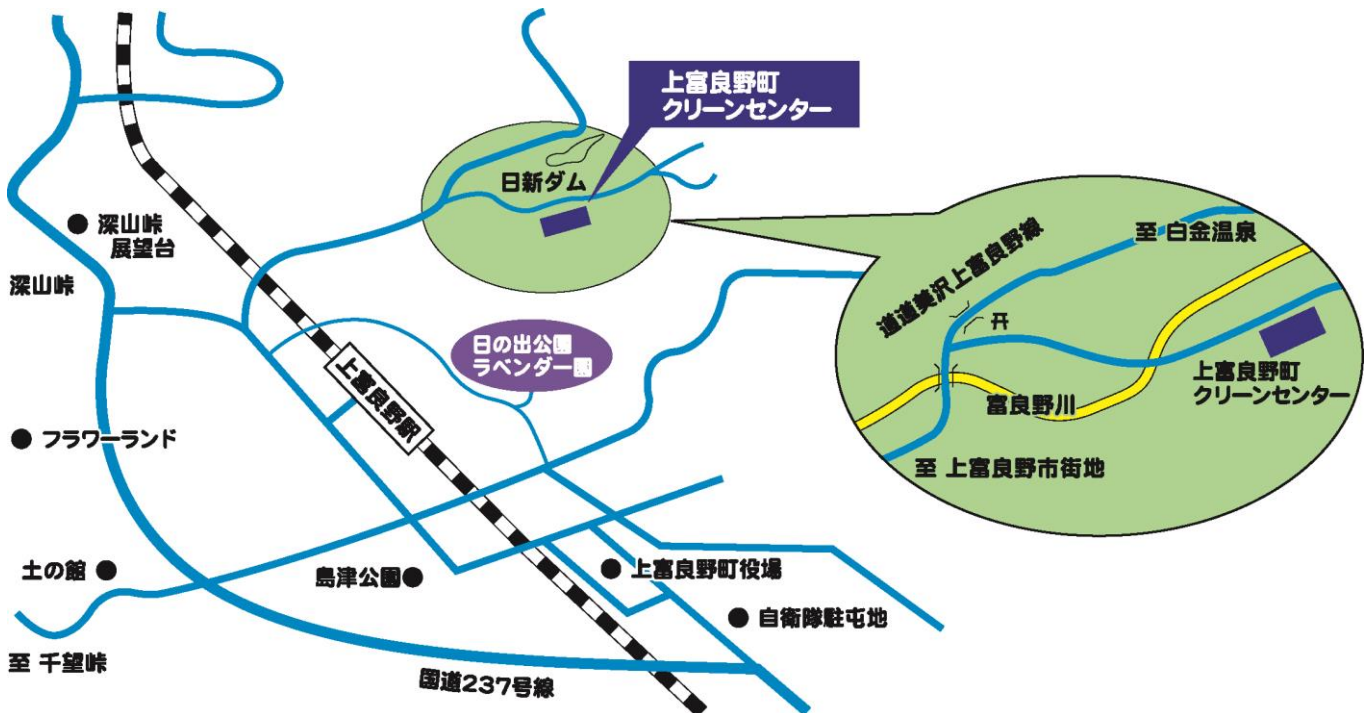 上富良野町
クリーンセンター
日新ダム
深山峠
展望台
深山峠
日の出公園
ラベンダー園
上富良野駅
フラワーランド
土の館
島津公園
上富良野町役場
自衛隊駐屯地
至 千望峠
国道237号線
至 白金温泉
道道美沢上富良野線
上富良野町
クリーンセンター
富良野川
至 上富良野市街地